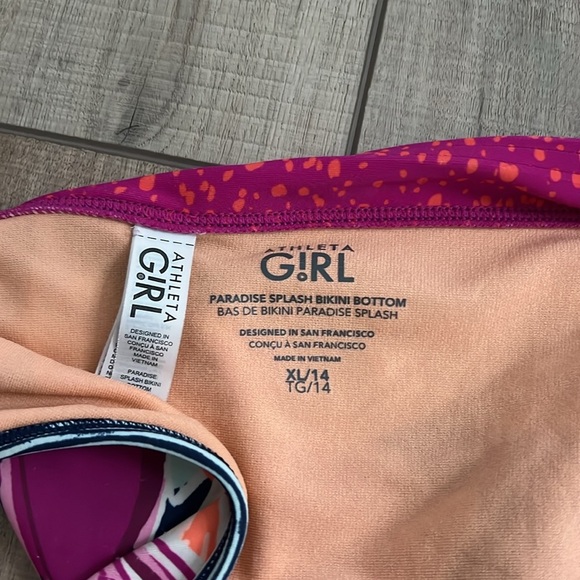 ATHLETA
GIRL
DESIGNED IN
SAN FRANCISCO
CONÇU À SAN
FRANCISCO
MADE IN
VIETNAM
PARADISE
SPLASH BIKINI
BOTTOM
ATHLETA
G!RL
PARADISE SPLASH BIKINI BOTTOM
BAS DE BIKINI PARADISE SPLASH
DESIGNED IN SAN FRANCISCO
CONÇU À SAN FRANCISCO
MADE IN VIETNAM
XL/14
TG/14